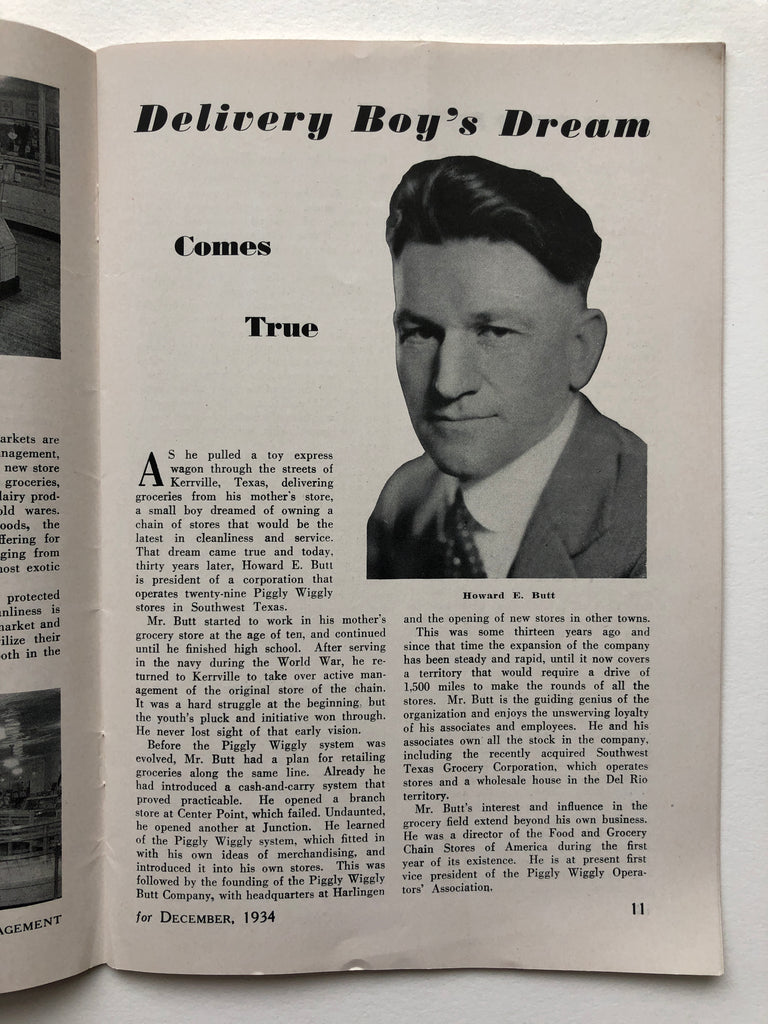 arkets are
nagement,
new store
groceries,
lairy prod-
old wares.
oods, the
ffering for
ging from
nost exotic
protected
nliness is
narket and
ilize their
oth in the
AGEMENT
Delivery Boy's Dream
Comes
True
AS he pulled a toy express
wagon through the streets of
Kerrville, Texas, delivering
groceries from his mother's store,
a small boy dreamed of owning a
chain of stores that would be the
latest in cleanliness and service.
That dream came true and today,
thirty years later, Howard E. Butt
is president of a corporation that
operates twenty-nine Piggly Wiggly
stores in Southwest Texas.
Mr. Butt started to work in his mother's
grocery store at the age of ten, and continued
until he finished high school. After serving
in the navy during the World War, he re-
turned to Kerrville to take over active man-
agement of the original store of the chain.
It was a hard struggle at the beginning, but
the youth's pluck and initiative won through.
He never lost sight of that early vision.
Before the Piggly Wiggly system was
evolved, Mr. Butt had a plan for retailing
groceries along the same line. Already he
had introduced a cash-and-carry system that
proved practicable. He opened a branch
store at Center Point, which failed. Undaunted,
he opened another at Junction. He learned
of the Piggly Wiggly system, which fitted in
with his own ideas of merchandising, and
introduced it into his own stores. This was
followed by the founding of the Piggly Wiggly
Butt Company, with headquarters at Harlingen
Howard E. Butt
and the opening of new stores in other towns.
This was some thirteen years ago and
since that time the expansion of the company
has been steady and rapid, until it now covers
a territory that would require a drive of
1,500 miles to make the rounds of all the
stores. Mr. Butt is the guiding genius of the
organization and enjoys the unswerving loyalty
of his associates and employees. He and his
associates own all the stock in the company,
including the recently acquired Southwest
Texas Grocery Corporation, which operates
stores and a wholesale house in the Del Rio
territory.
Mr. Butt's interest and influence in the
grocery field extend beyond his own business.
He was a director of the Food and Grocery
Chain Stores of America during the first
year of its existence. He is at present first
vice president of the Piggly Wiggly Opera-
tors' Association.
for DECEMBER, 1934
11